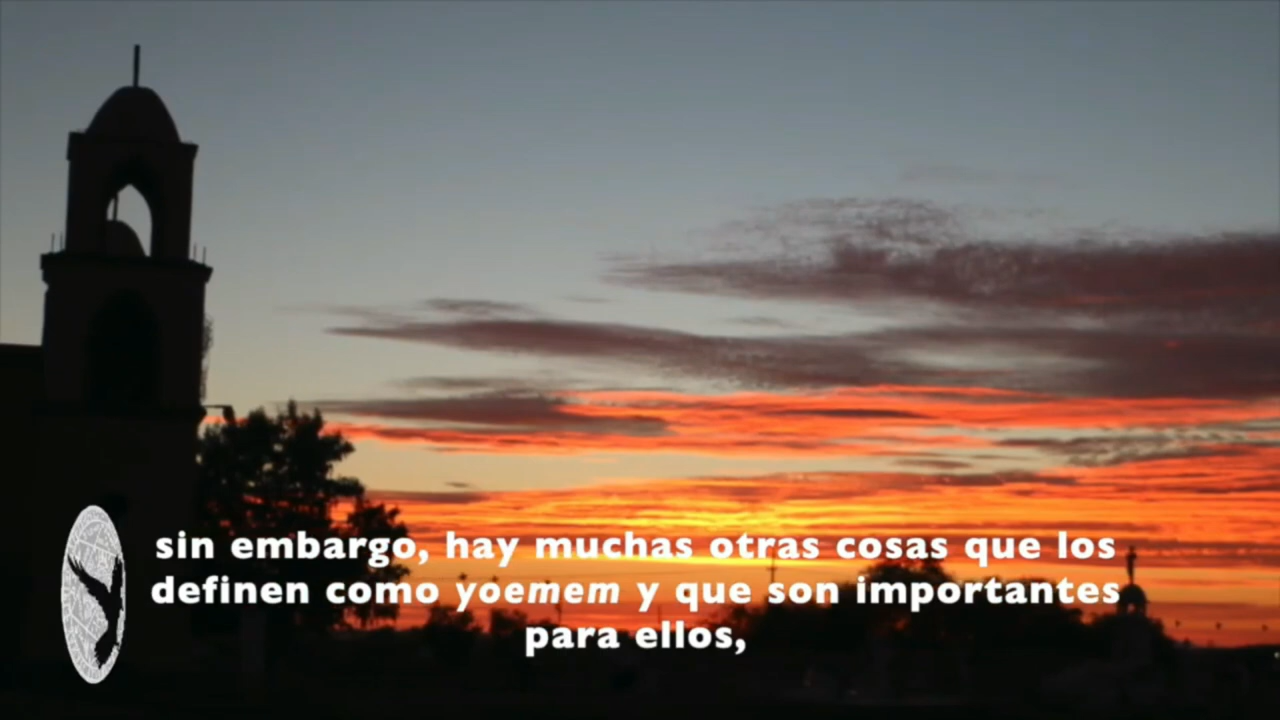 sin embargo, hay muchas otras cosas que los
definen como yoemem y que son importantes
para ellos,